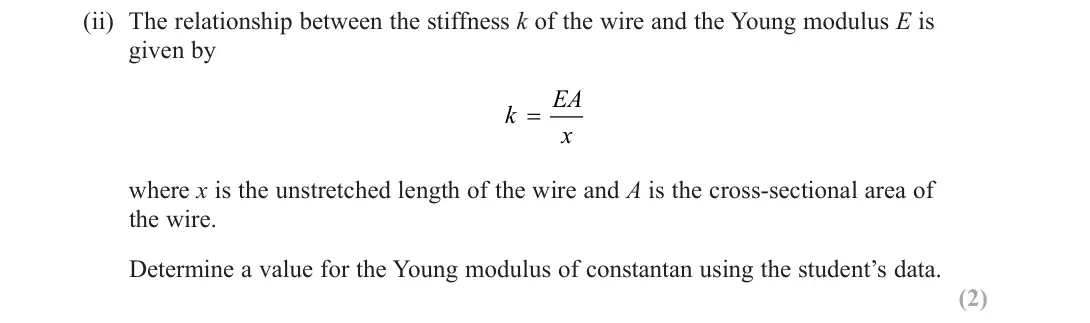 (ii) The relationship between the stiffness k of the wire and the Young modulus E is
given by
k = EA
x
where x is the unstretched length of the wire and A is the cross-sectional area of
the wire.
Determine a value for the Young modulus of constantan using the student’s data.
(2)